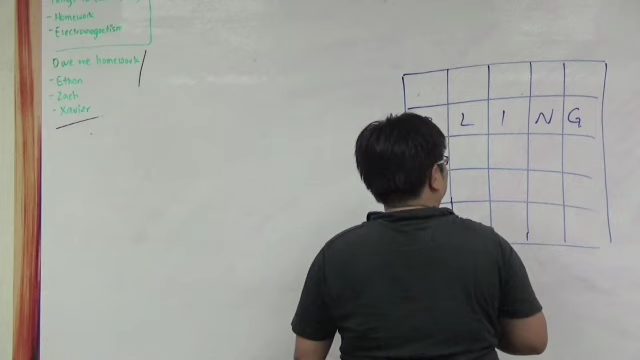 - Homework
- Electromagnetism
Owe me homework
- Ethan
- Zach
- Xavier
L I N G